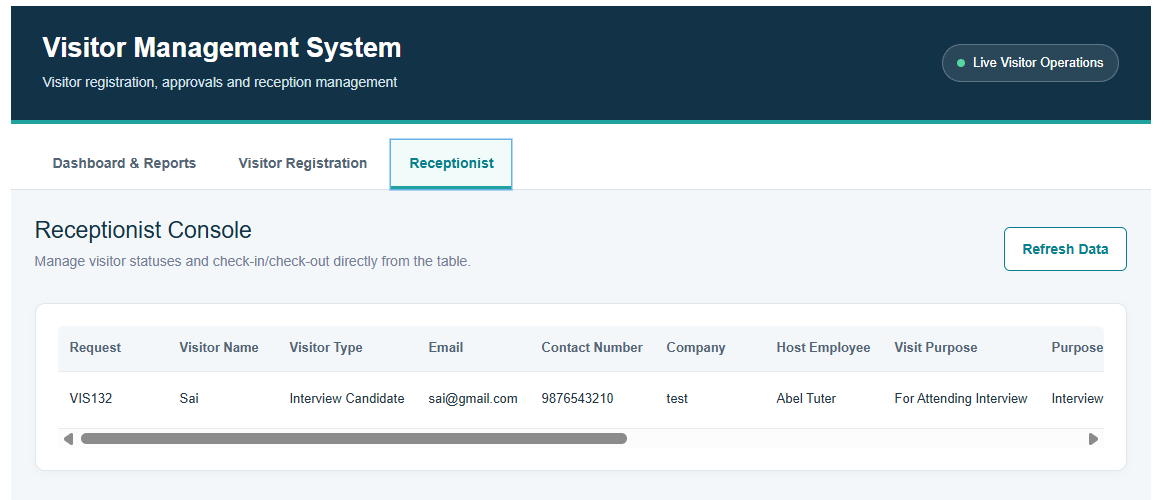 Visitor Management System
Visitor registration, approvals and reception management
Live Visitor Operations
Dashboard & Reports Visitor Registration Receptionist
Receptionist Console
Manage visitor statuses and check-in/check-out directly from the table.
Refresh Data
Request Visitor Name Visitor Type Email Contact Number Company Host Employee Visit Purpose Purpose
VIS132 Sai Interview Candidate sai@gmail.com 9876543210 test Abel Tuter For Attending Interview Interview